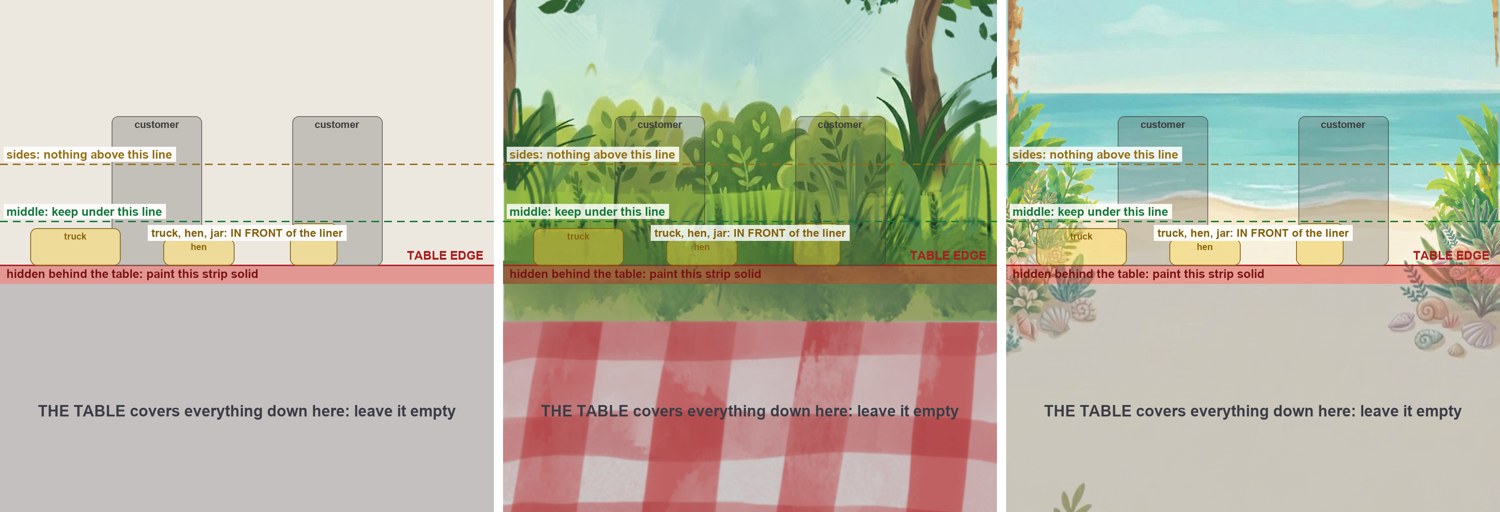 customer
customer
sides: nothing above this line
middle: keep under this line
truck
truck, hen, jar: IN FRONT of the liner
hen
TABLE EDGE
hidden behind the table: paint this strip solid
THE TABLE covers everything down here: leave it empty
customer
customer
sides: nothing above this line
middle: keep under this line
truck
truck, hen, jar: IN FRONT of the liner
hen
TABLE EDGE
hidden behind the table: paint this strip solid
THE TABLE covers everything down here: leave it empty
customer
customer
sides: nothing above this line
middle: keep under this line
truck
truck, hen, jar: IN FRONT of the liner
hen
TABLE EDGE
hidden behind the table: paint this strip solid
THE TABLE covers everything down here: leave it empty